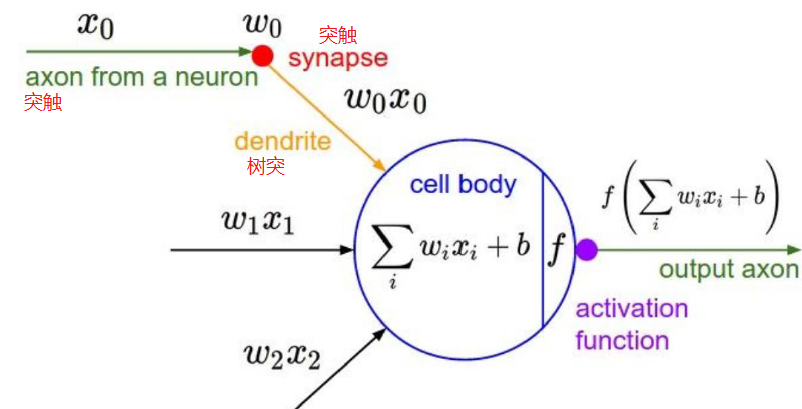 x₀
w₀
突触
synapse
axon from a neuron
突触
w₀x₀
dendrite
树突
cell body
f(∑ᵢ wᵢxᵢ + b)
w₁x₁
∑ᵢ wᵢxᵢ + b
f
output axon
activation
function
w₂x₂